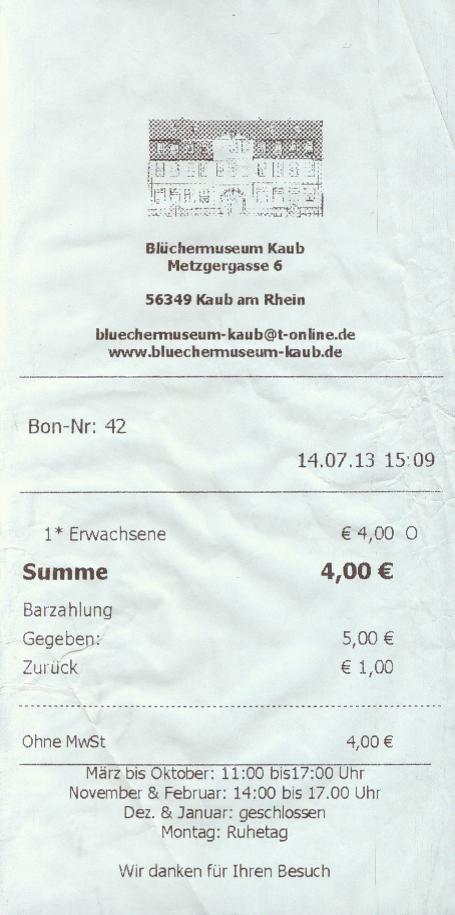 Blüchermuseum Kaub
Metzgergasse 6
56349 Kaub am Rhein
bluechermuseum-kaub@t-online.de
www.bluechermuseum-kaub.de
Bon-Nr: 42
14.07.13 15:09
1* Erwachsene € 4,00 O
Summe 4,00 €
Barzahlung
Gegeben: 5,00 €
Zurück € 1,00
Ohne MwSt 4,00 €
März bis Oktober: 11:00 bis17:00 Uhr
November & Februar: 14:00 bis 17.00 Uhr
Dez. & Januar: geschlossen
Montag: Ruhetag
Wir danken für Ihren Besuch